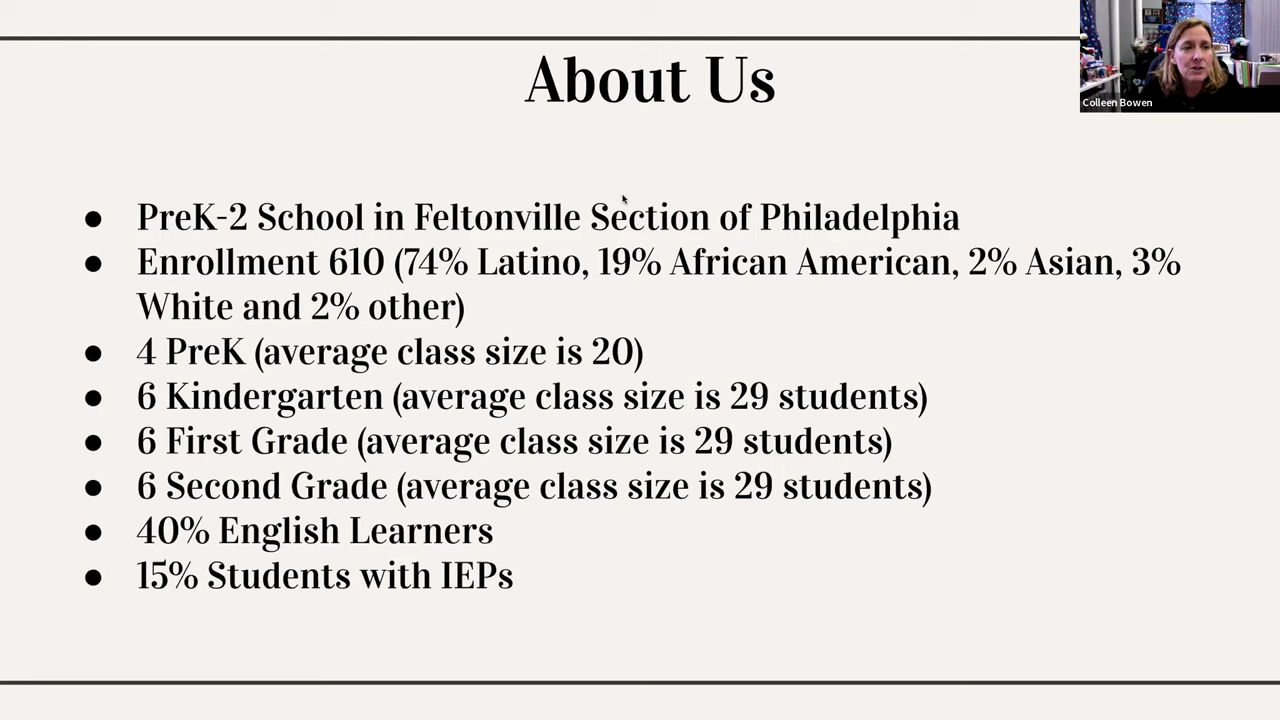 About Us
Colleen Bowen
● PreK-2 School in Feltonville Section of Philadelphia
● Enrollment 610 (74% Latino, 19% African American, 2% Asian, 3%
White and 2% other)
● 4 PreK (average class size is 20)
● 6 Kindergarten (average class size is 29 students)
● 6 First Grade (average class size is 29 students)
● 6 Second Grade (average class size is 29 students)
● 40% English Learners
● 15% Students with IEPs